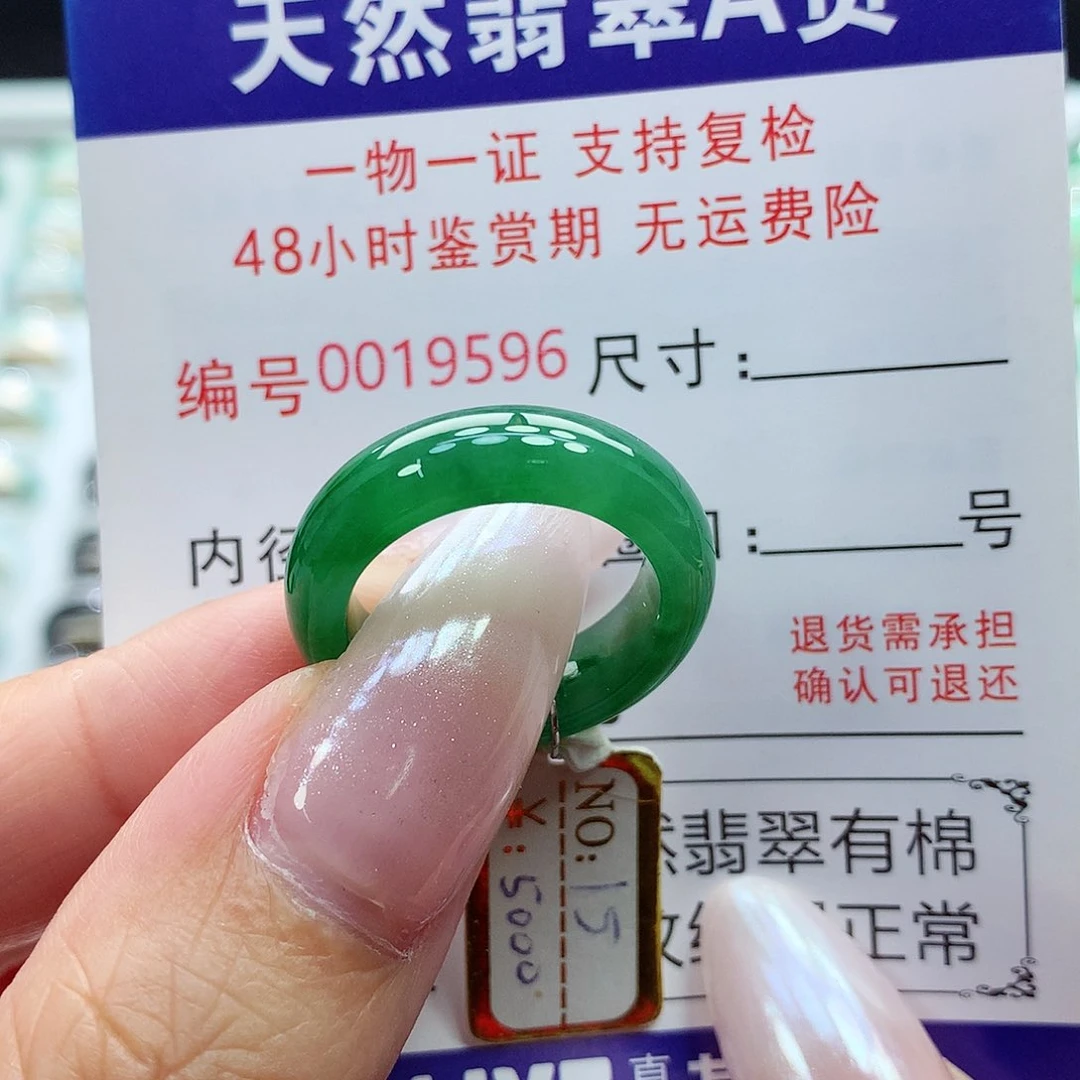 天然翡翠A货
一物一证 支持复检
48小时鉴赏期 无运费险
编号0019596 尺寸:
内径 口: 号
退货需承担
确认可退还
NO: 15
: 5000
翡翠有棉
正常